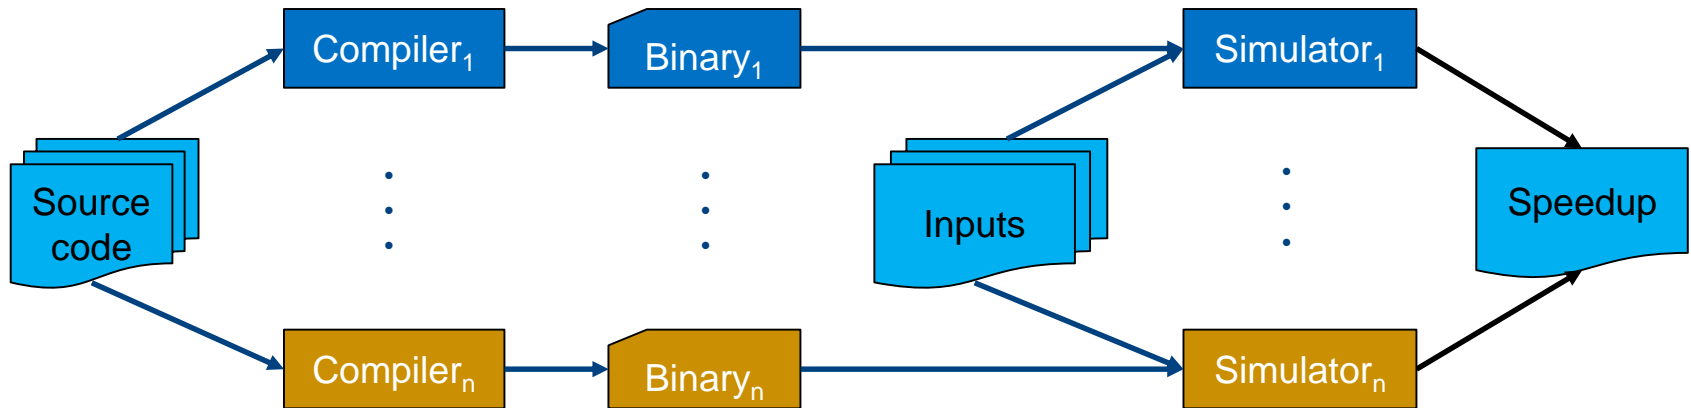 Compiler₁
Binary₁
Simulator₁
Source
code
Inputs
Speedup
Compilerₙ
Binaryₙ
Simulatorₙ